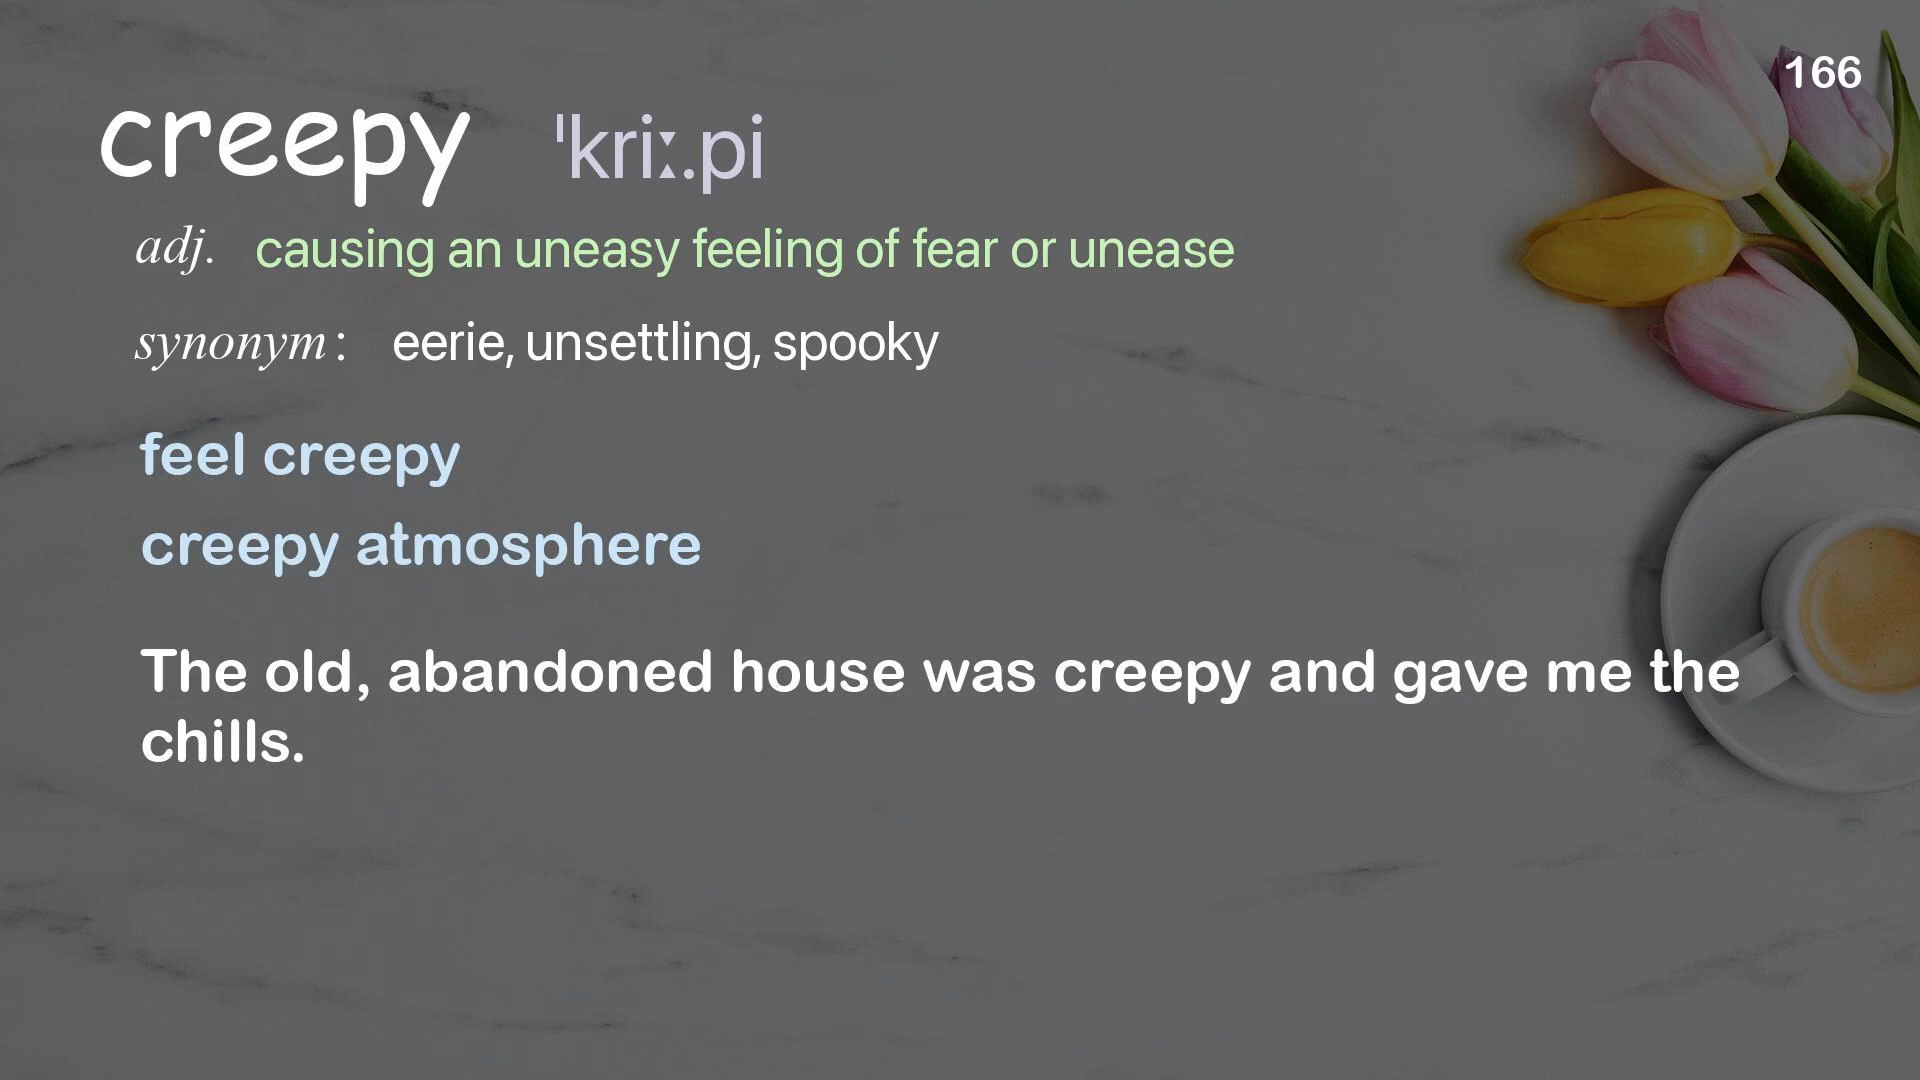 166
creepy ˈkriː.pi
adj. causing an uneasy feeling of fear or unease
synonym: eerie, unsettling, spooky
feel creepy
creepy atmosphere
The old, abandoned house was creepy and gave me the
chills.